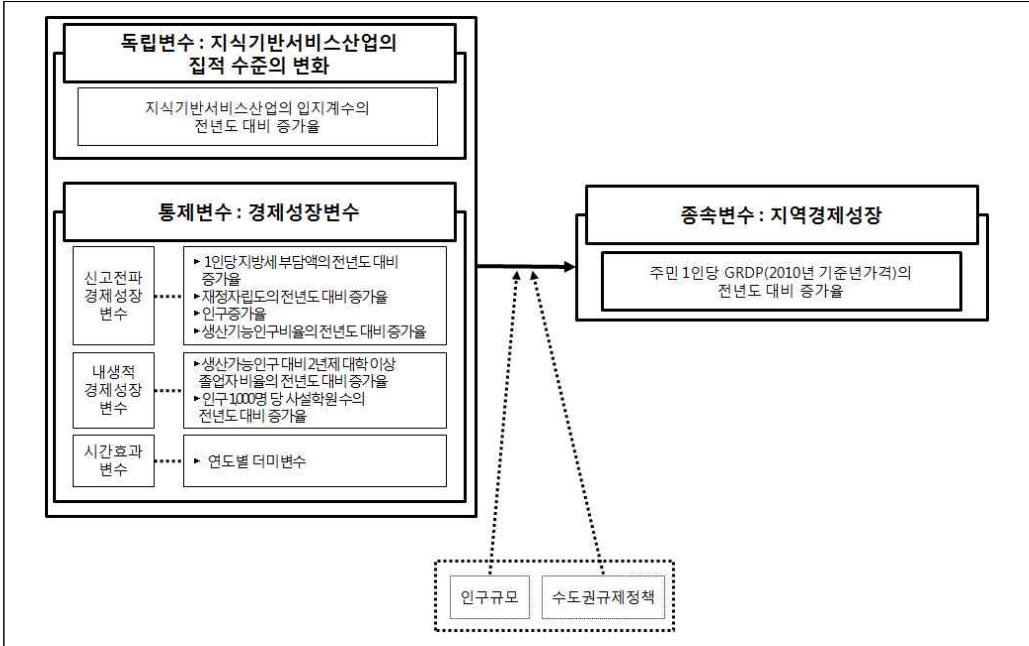 독립변수 : 지식기반서비스산업의
집적 수준의 변화
지식기반서비스산업의 입지계수의
전년도 대비 증가율
통제변수 : 경제성장변수
신고전파
경제성장
변수
▸ 1인당 지방세 부담액의 전년도 대비
증가율
▸ 재정자립도의 전년도 대비 증가율
▸ 인구증가율
▸ 생산기능인구비율의 전년도 대비 증가율
내생적
경제성장
변수
▸ 생산가능인구 대비 2년제 대학 이상
졸업자 비율의 전년도 대비 증가율
▸ 인구 1,000명 당 사설학원 수의
전년도 대비 증가율
시간효과
변수
▸ 연도별 더미변수
종속변수 : 지역경제성장
주민 1인당 GRDP(2010년 기준년가격)의
전년도 대비 증가율
인구규모
수도권규제정책